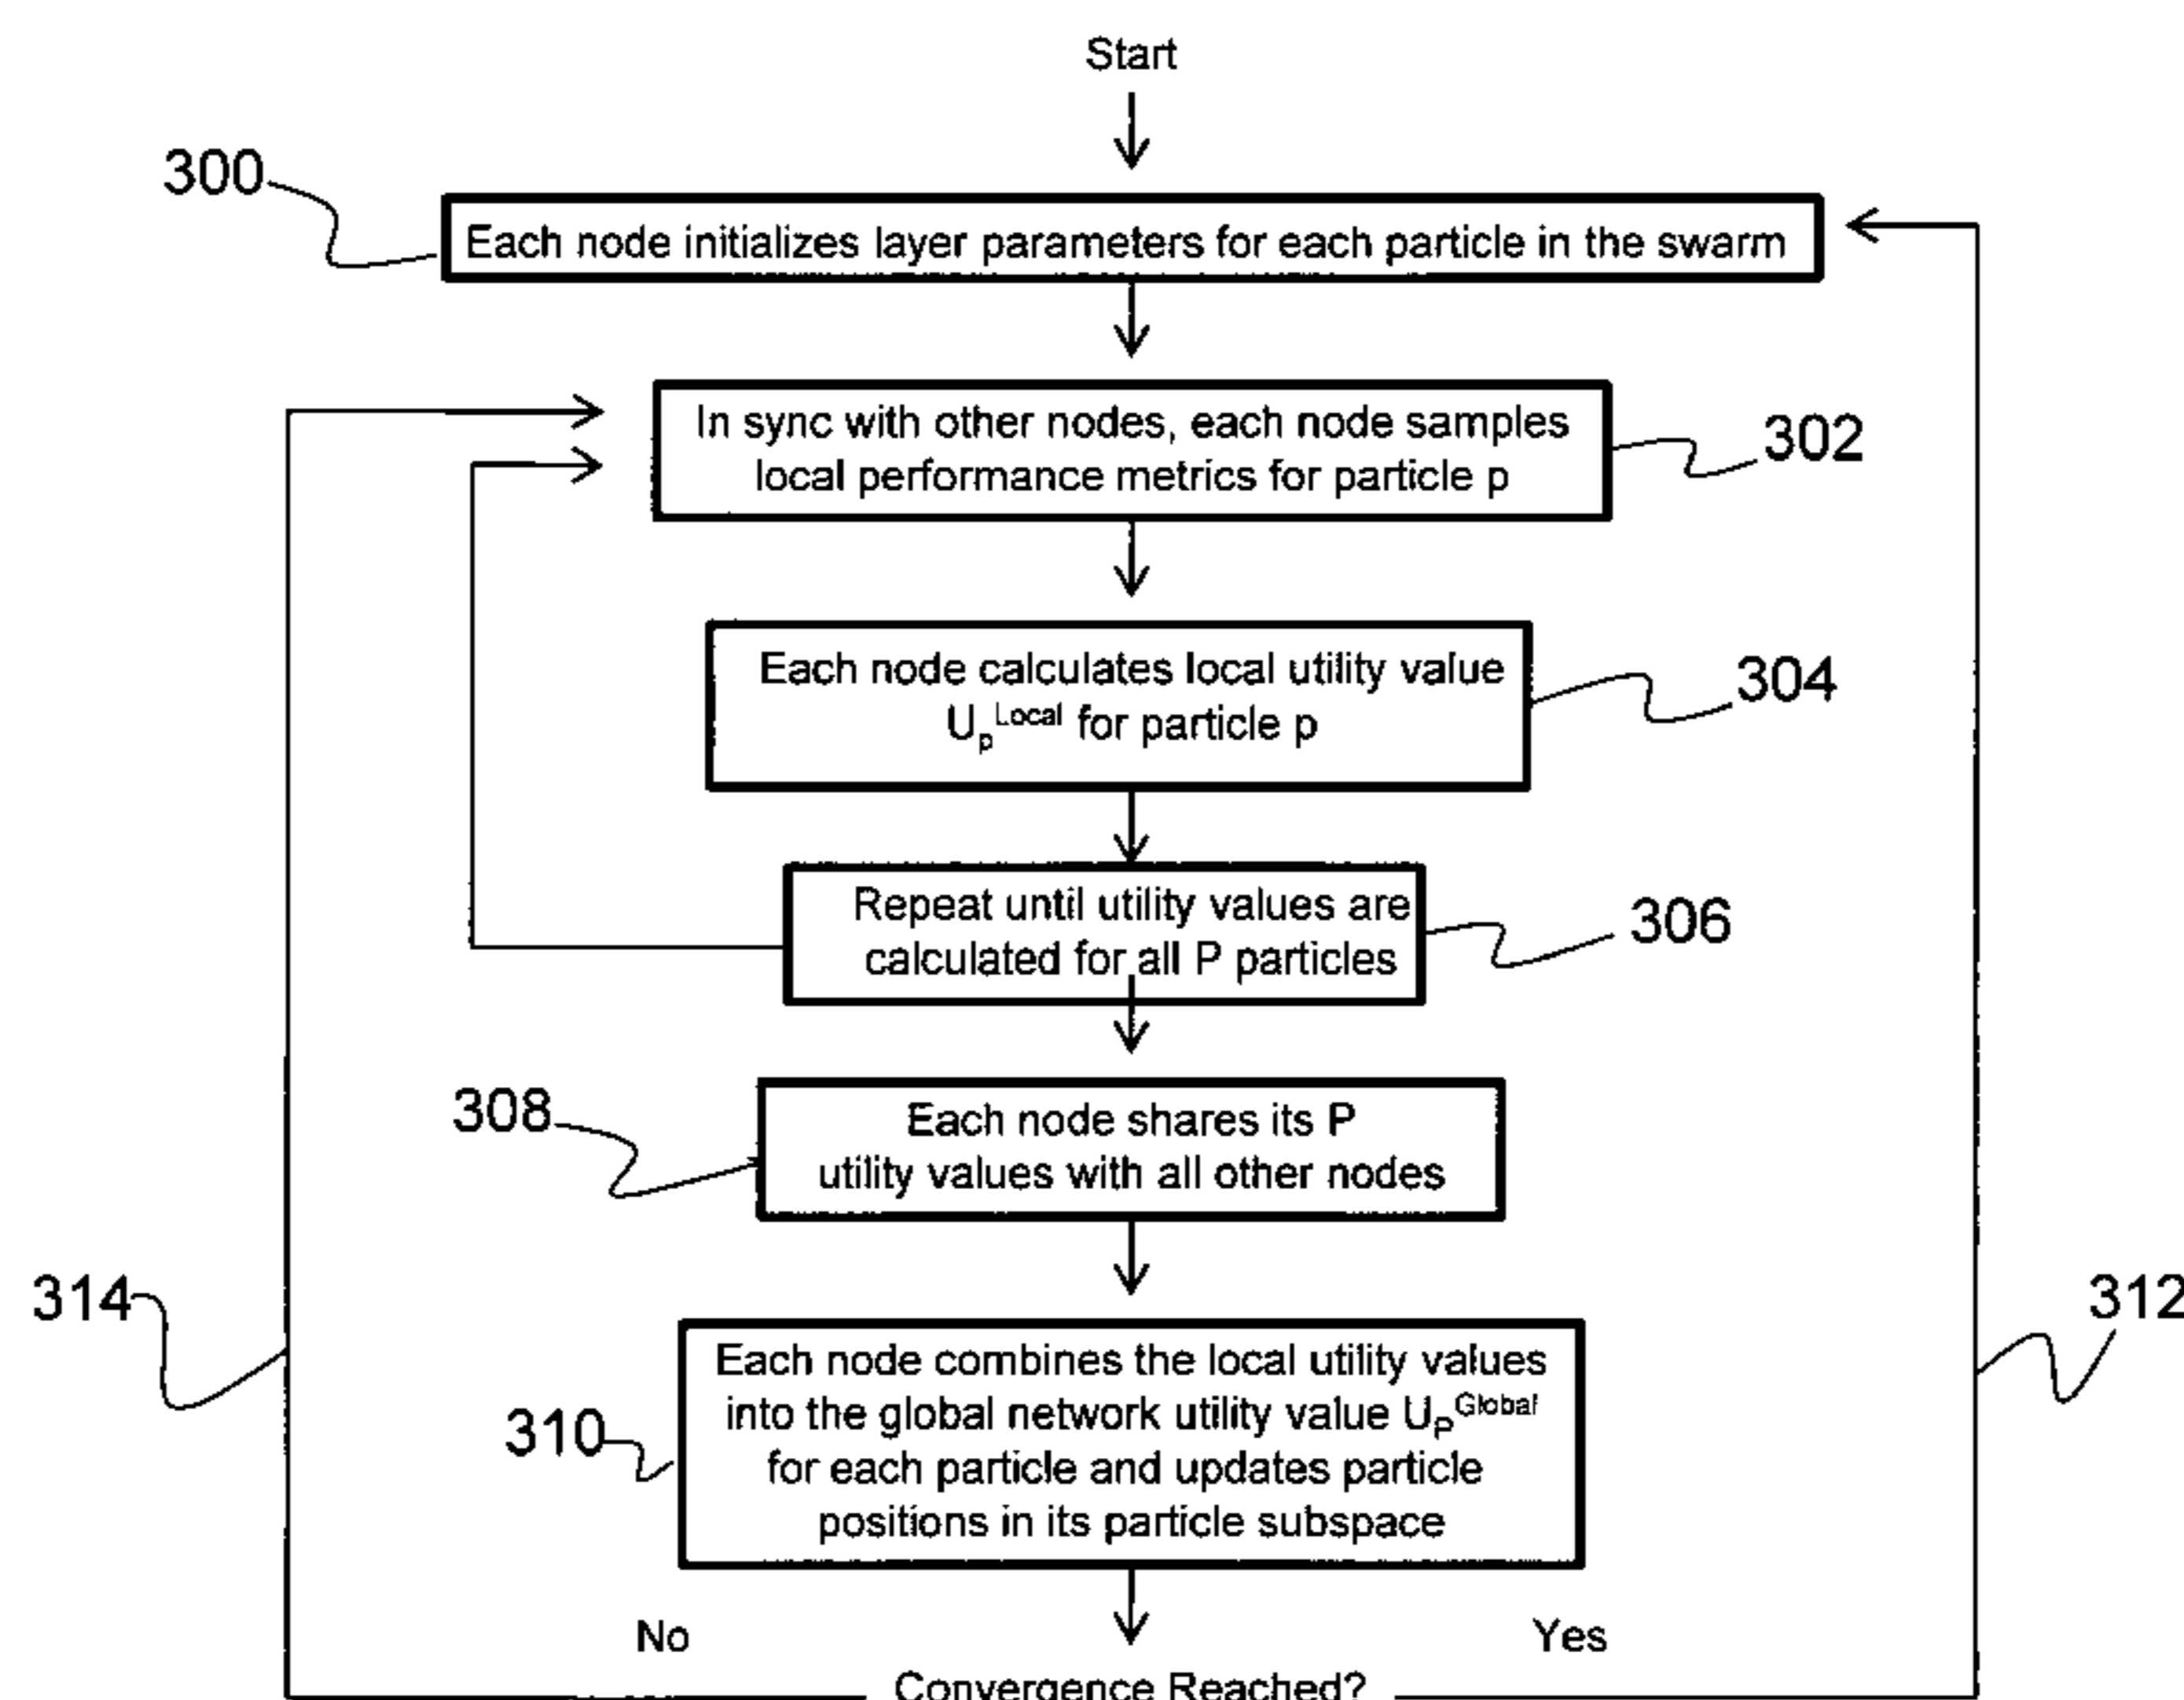 Start
300
Each node initializes layer parameters for each particle in the swarm
In sync with other nodes, each node samples
local performance metrics for particle p
302
Each node calculates local utility value
UpLocal for particle p
304
Repeat until utility values are
calculated for all P particles
306
308
Each node shares its P
utility values with all other nodes
314
312
Each node combines the local utility values
into the global network utility value UPGlobal
for each particle and updates particle
positions in its particle subspace
310
No
Yes
Convergence Reached?